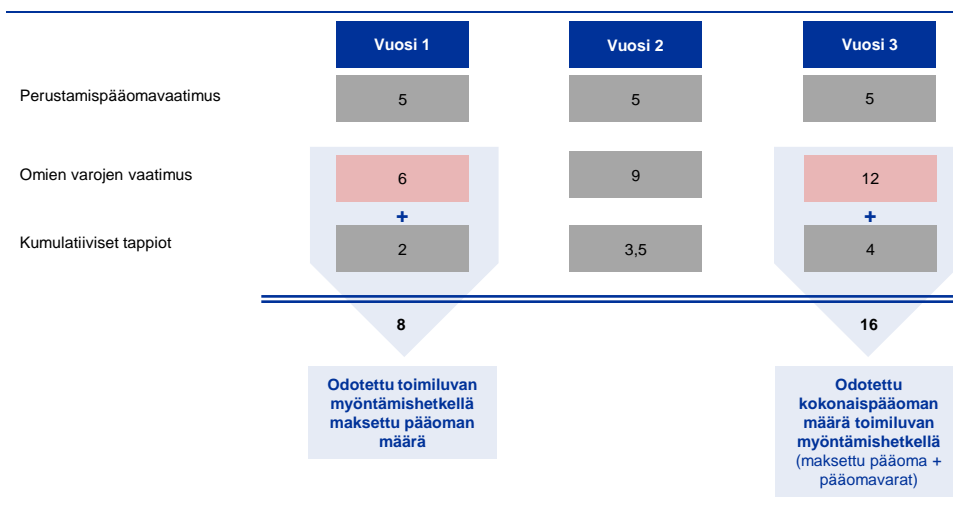 Vuosi 1
Vuosi 2
Vuosi 3
Perustamispääomavaatimus
5
5
5
Omien varojen vaatimus
6
9
12
+
+
Kumulatiiviset tappiot
2
3,5
4
8
16
Odotettu toimiluvan
myöntämishetkellä
maksettu pääoman
määrä
Odotettu
kokonaispääoman
määrä toimiluvan
myöntämishetkellä
(maksettu pääoma +
pääomavarat)